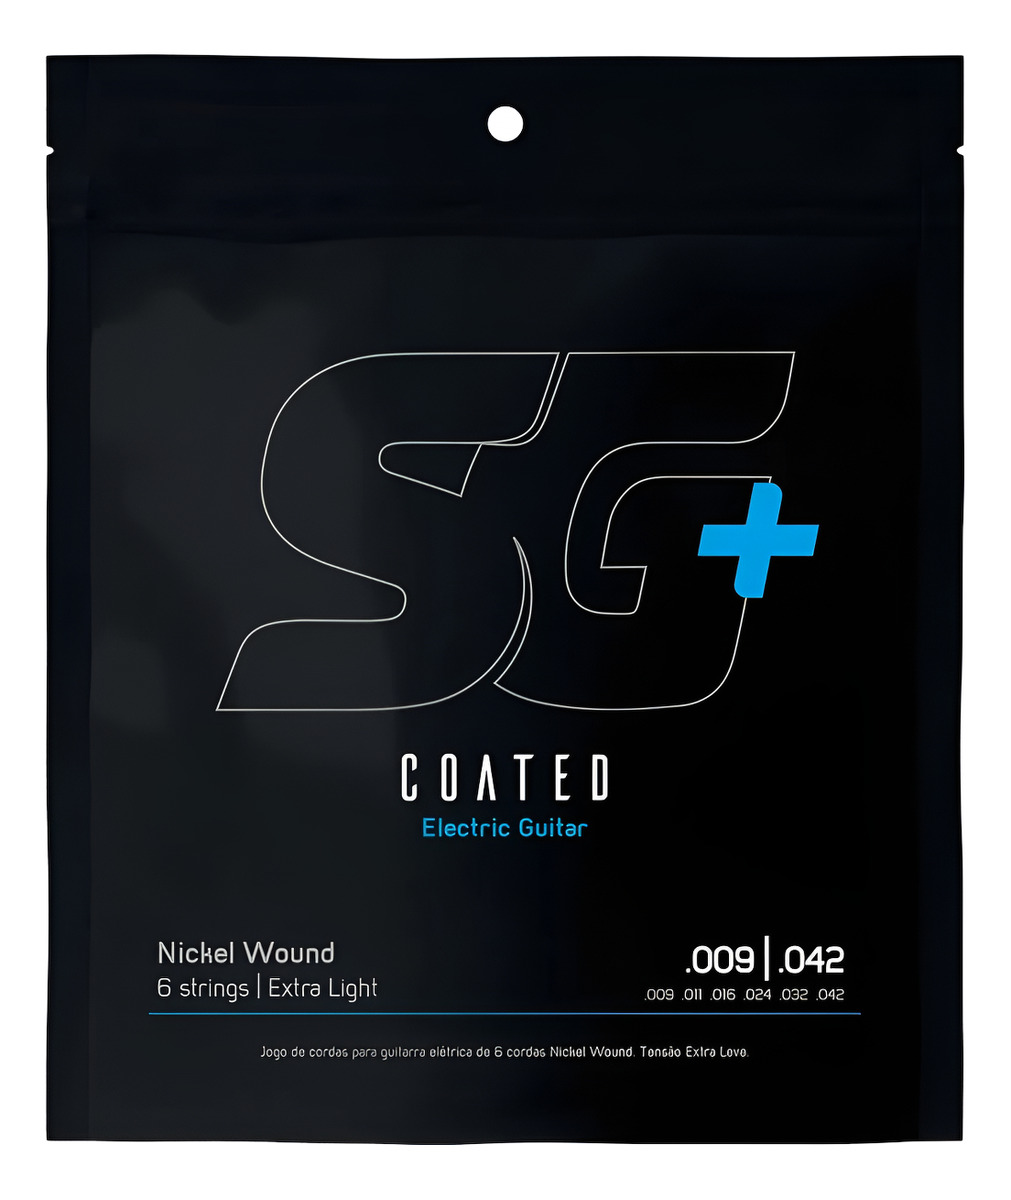 SG+
COATED
Electric Guitar
Nickel Wound
6 strings | Extra Light
.009 | .042
.009 .011 .016 .024 .032 .042
Jogo de cordas para guitarra elétrica de 6 cordas Nickel Wound. Tensão Extra Leve.